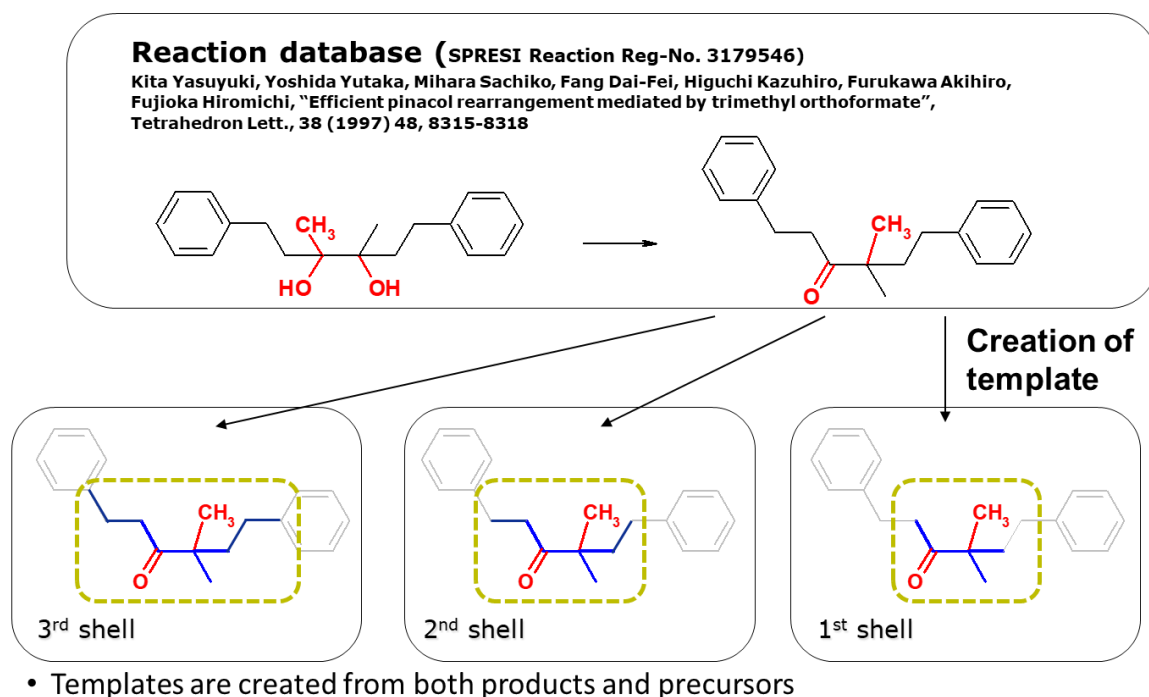 Reaction database (SPRESI Reaction Reg-No. 3179546)
Kita Yasuyuki, Yoshida Yutaka, Mihara Sachiko, Fang Dai-Fei, Higuchi Kazuhiro, Furukawa Akihiro,
Fujioka Hiromichi, “Efficient pinacol rearrangement mediated by trimethyl orthoformate”,
Tetrahedron Lett., 38 (1997) 48, 8315-8318
CH3
HO
OH
CH3
O
Creation of
template
CH3
O
3rd shell
CH3
O
2nd shell
CH3
O
1st shell
• Templates are created from both products and precursors